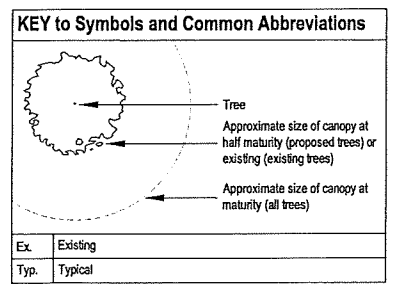 KEY to Symbols and Common Abbreviations
Tree
Approximate size of canopy at
half maturity (proposed trees) or
existing (existing trees)
Approximate size of canopy at
maturity (all trees)
Ex. Existing
Typ. Typical